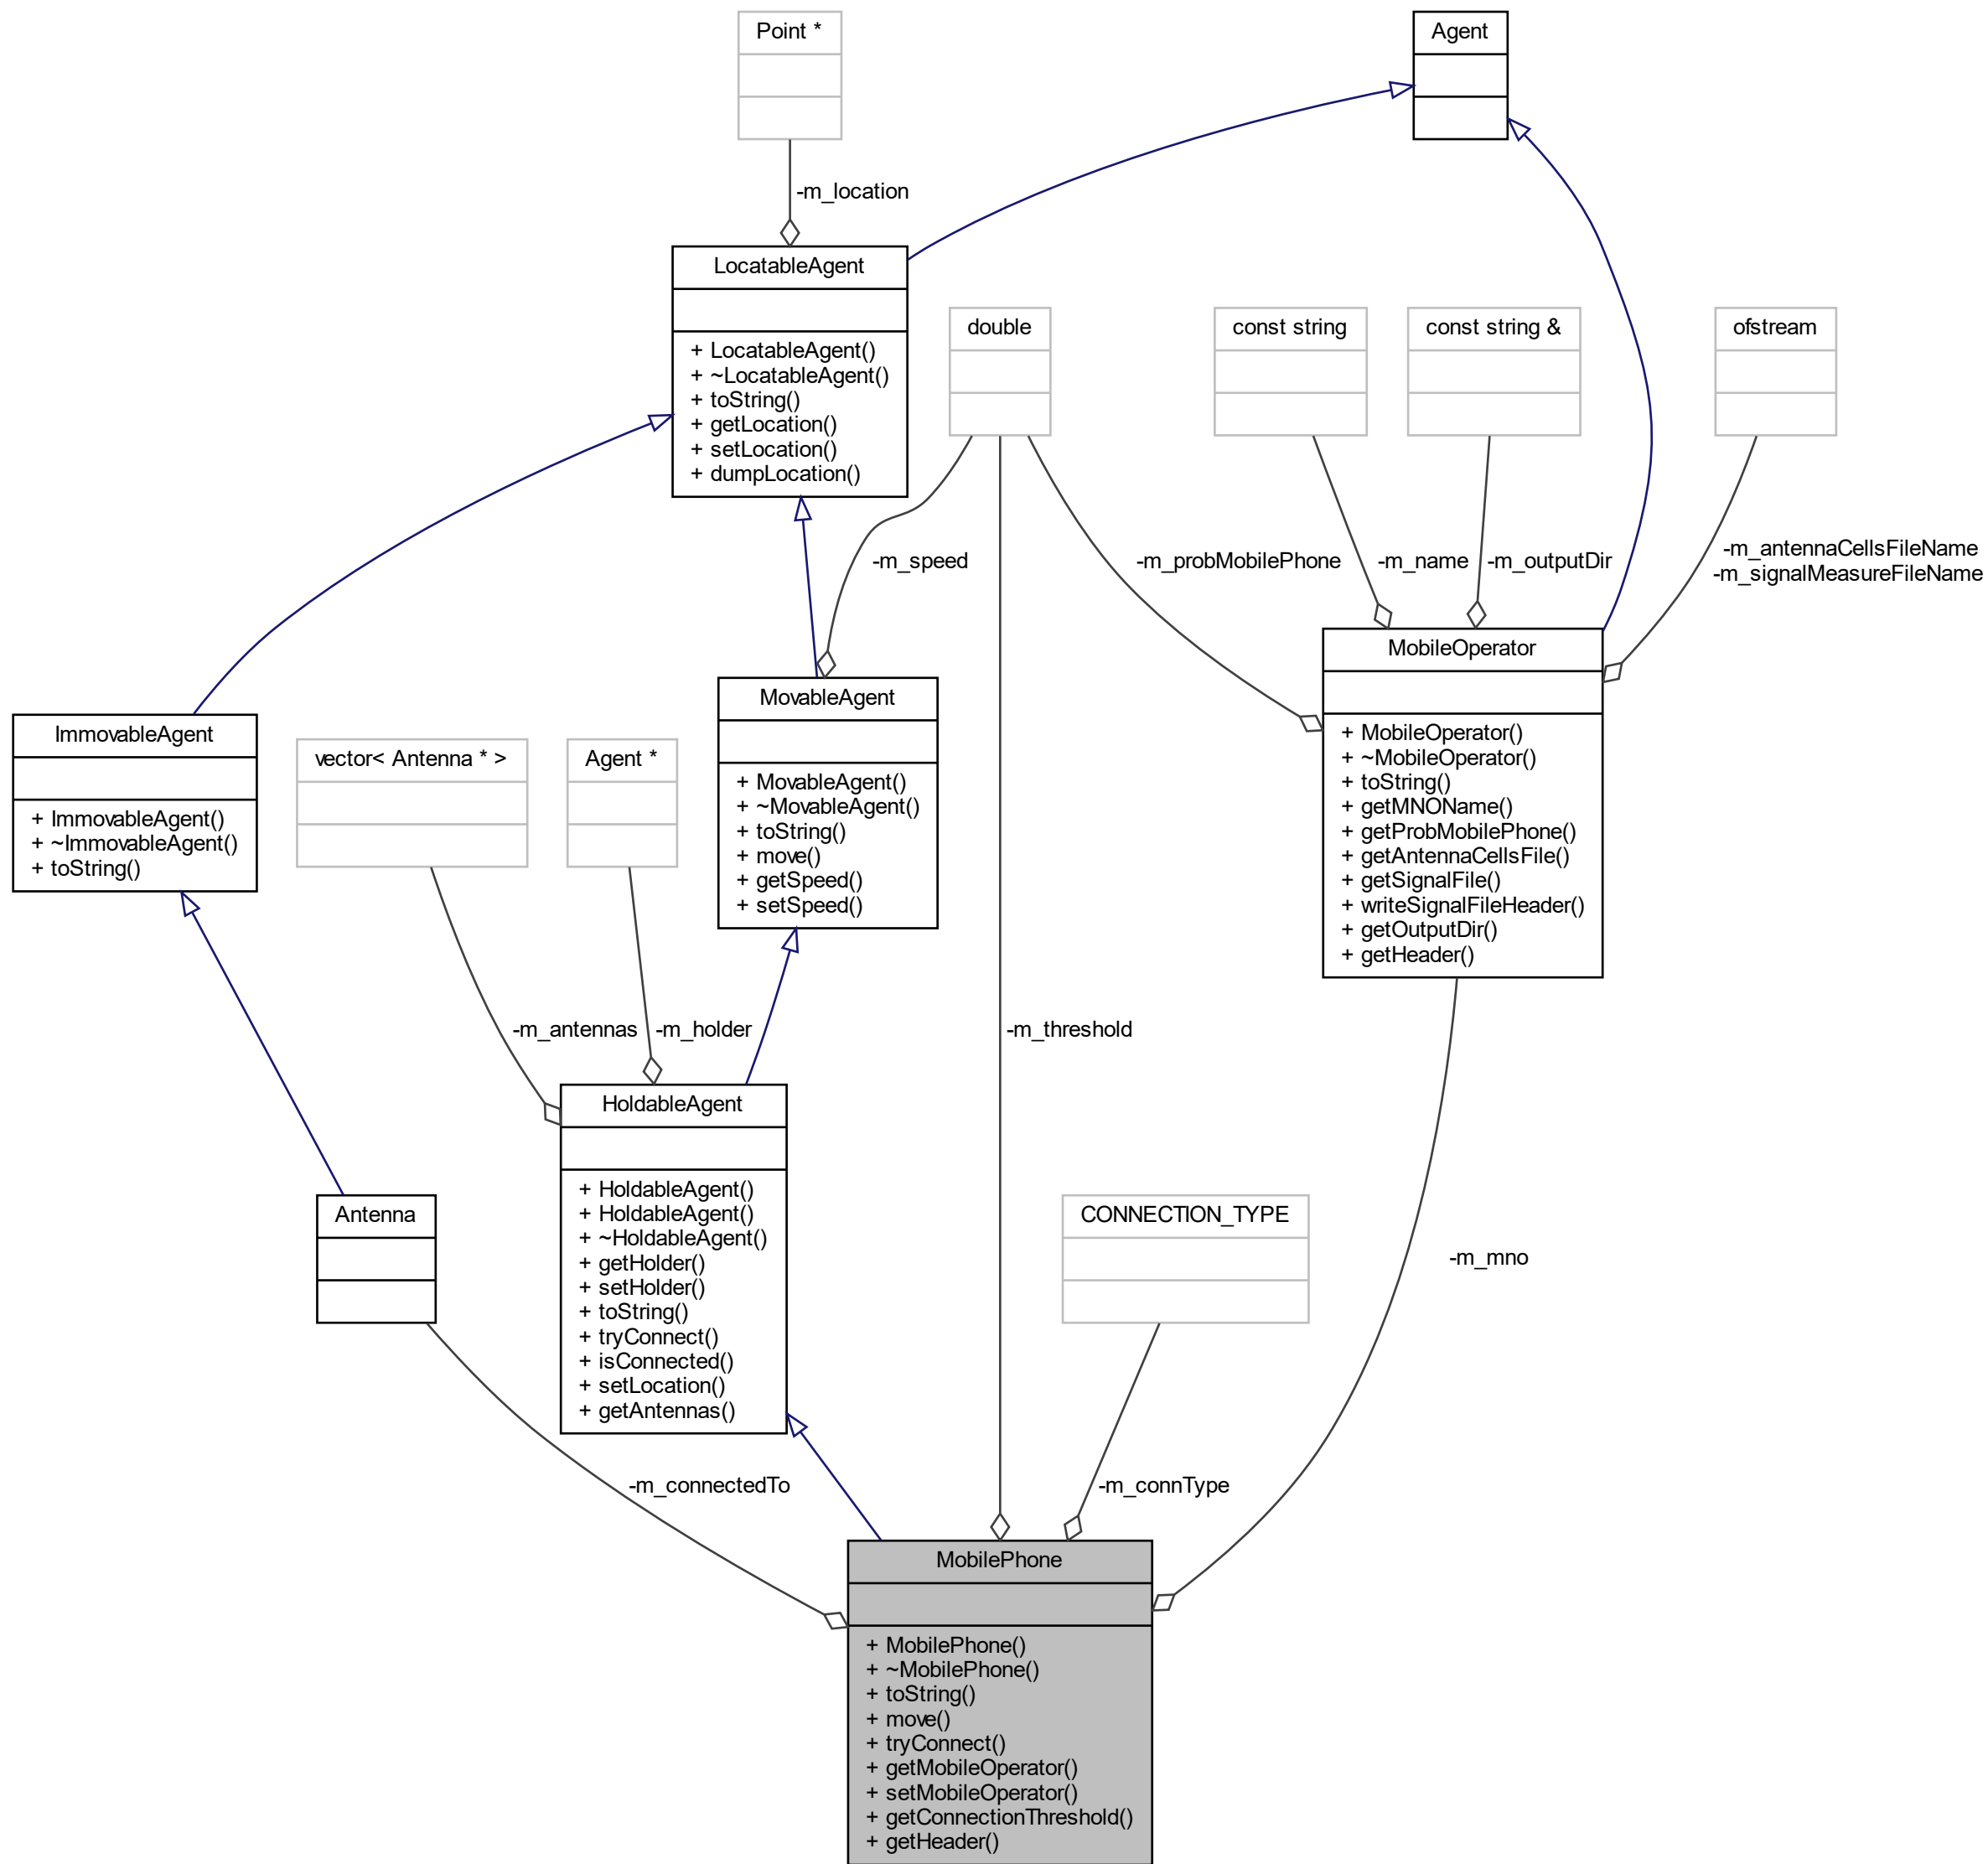 Point *
Agent
-m_location
LocatableAgent
+ LocatableAgent()
+ ~LocatableAgent()
+ toString()
+ getLocation()
+ setLocation()
+ dumpLocation()
double
const string
const string &
ofstream
-m_speed
-m_probMobilePhone
-m_name
-m_outputDir
-m_antennaCellsFileName
-m_signalMeasureFileName
MobileOperator
+ MobileOperator()
+ ~MobileOperator()
+ toString()
+ getMNOName()
+ getProbMobilePhone()
+ getAntennaCellsFile()
+ getSignalFile()
+ writeSignalFileHeader()
+ getOutputDir()
+ getHeader()
MovableAgent
+ MovableAgent()
+ ~MovableAgent()
+ toString()
+ move()
+ getSpeed()
+ setSpeed()
ImmovableAgent
+ ImmovableAgent()
+ ~ImmovableAgent()
+ toString()
vector< Antenna * >
Agent *
-m_antennas
-m_holder
-m_threshold
HoldableAgent
+ HoldableAgent()
+ HoldableAgent()
+ ~HoldableAgent()
+ getHolder()
+ setHolder()
+ toString()
+ tryConnect()
+ isConnected()
+ setLocation()
+ getAntennas()
Antenna
CONNECTION_TYPE
-m_mno
-m_connectedTo
-m_connType
MobilePhone
+ MobilePhone()
+ ~MobilePhone()
+ toString()
+ move()
+ tryConnect()
+ getMobileOperator()
+ setMobileOperator()
+ getConnectionThreshold()
+ getHeader()